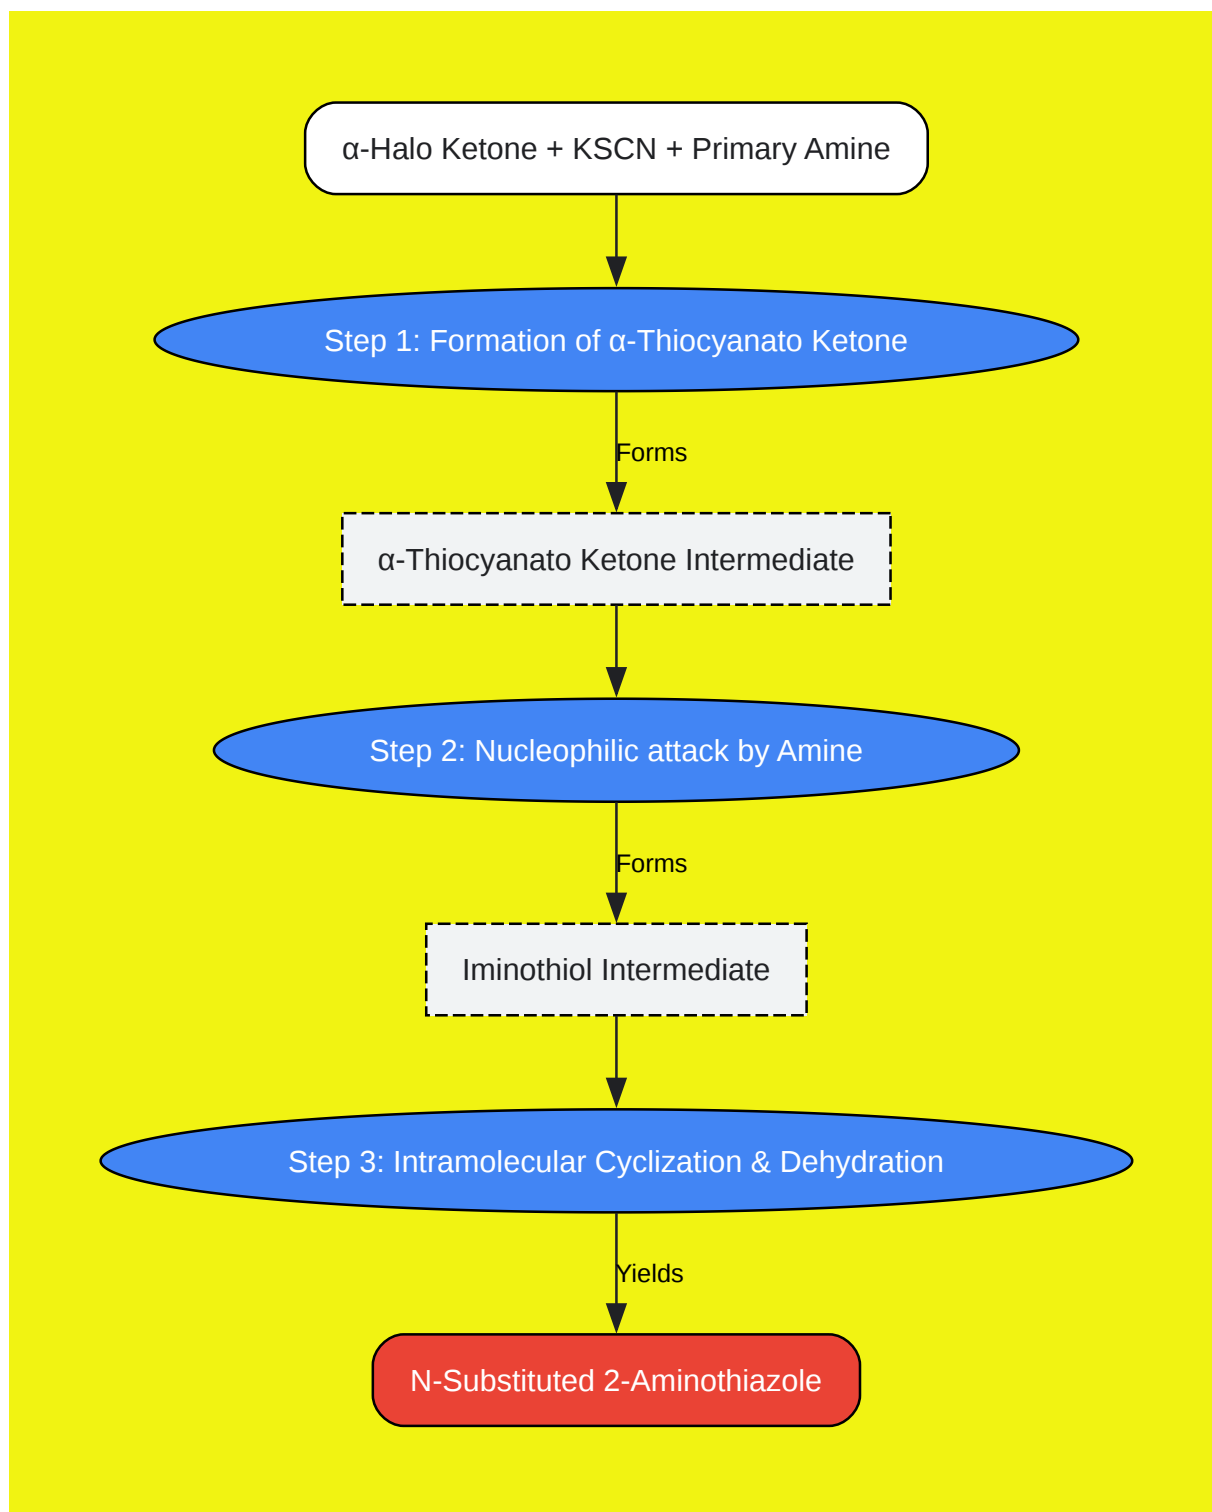 α-Halo Ketone + KSCN + Primary Amine
Step 1: Formation of α-Thiocyanato Ketone
Forms
α-Thiocyanato Ketone Intermediate
Step 2: Nucleophilic attack by Amine
Forms
Iminothiol Intermediate
Step 3: Intramolecular Cyclization & Dehydration
Yields
N-Substituted 2-Aminothiazole